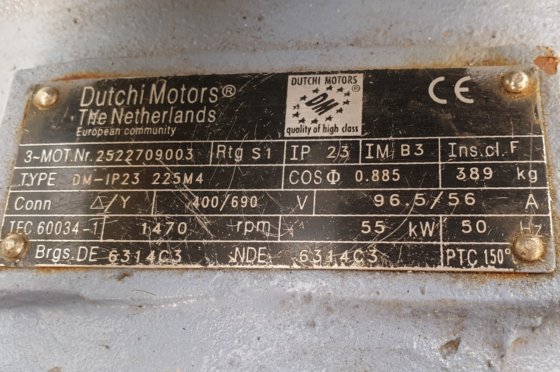 Dutchi Motors®
The Netherlands
European community
DUTCHI MOTORS
DM ®
quality of high class
CE
3-MOT.Nr. 2522709003 Rtg S1 IP 23 IM B3 Ins.cl.F
TYPE DM-IP23 225M4 COSΦ 0.885 389 kg
Conn △/Y 400/690 V 96.5/56 A
IEC 60034-1 1470 rpm 55 kW 50 Hz
Brgs.DE 6314C3 NDE 6314C3 PTC 150°